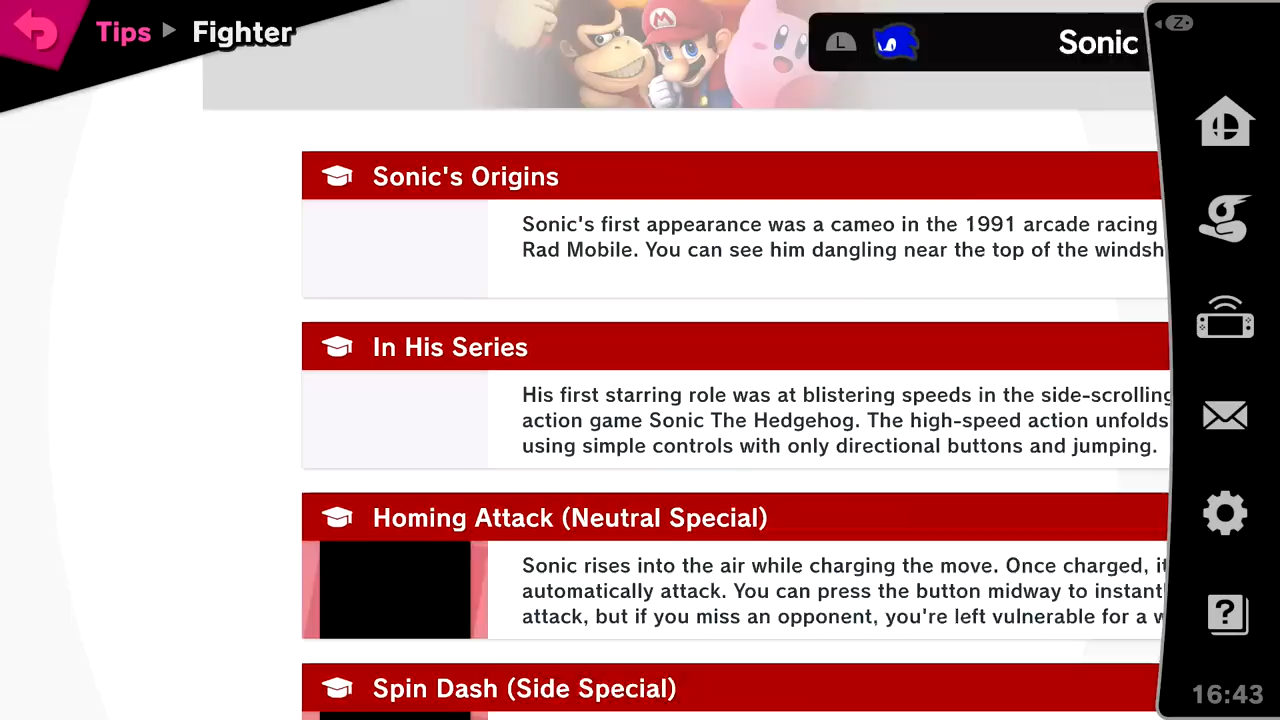 Tips ▶ Fighter
L
Sonic
Z
Sonic's Origins
Sonic's first appearance was a cameo in the 1991 arcade racing
Rad Mobile. You can see him dangling near the top of the windsh
In His Series
His first starring role was at blistering speeds in the side-scrolling
action game Sonic The Hedgehog. The high-speed action unfolds
using simple controls with only directional buttons and jumping.
Homing Attack (Neutral Special)
Sonic rises into the air while charging the move. Once charged, it
automatically attack. You can press the button midway to instant
attack, but if you miss an opponent, you're left vulnerable for a w
Spin Dash (Side Special)
16:43